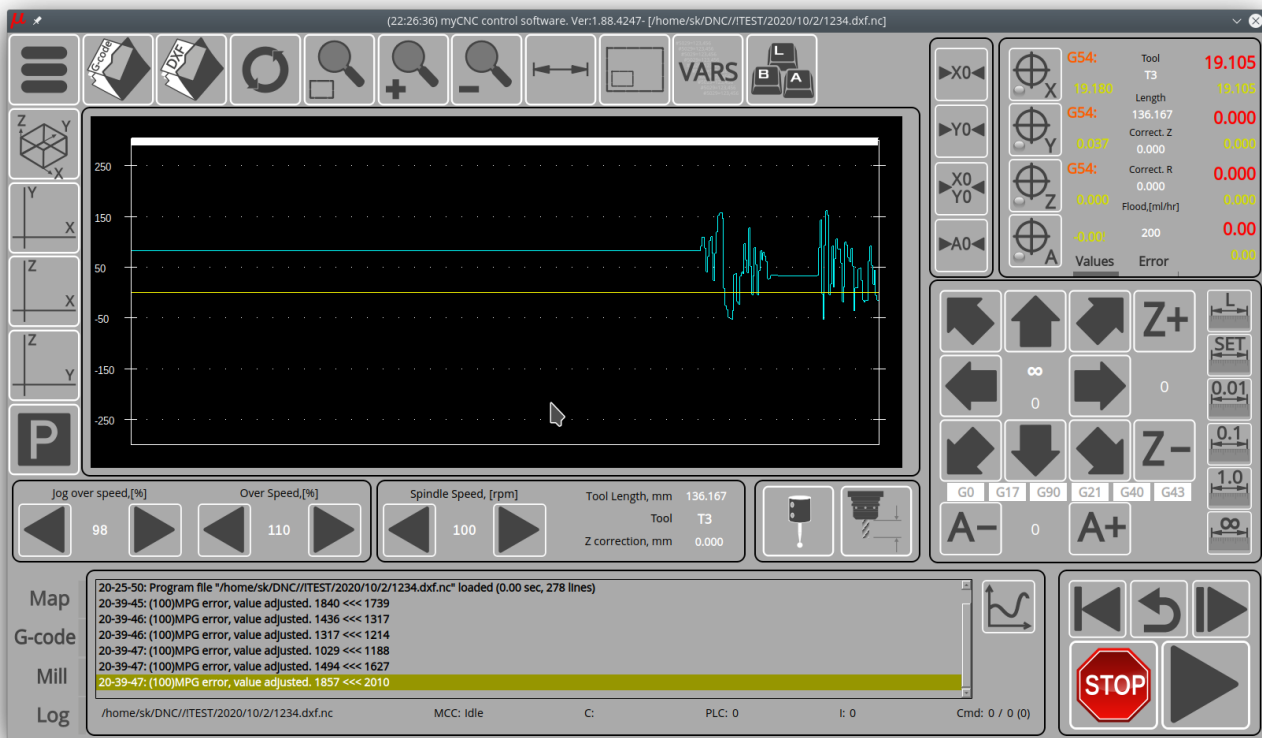 (22:26:36) myCNC control software. Ver:1.88.4247- [/home/sk/DNC//!TEST/2020/10/2/1234.dxf.nc]
G-code
DXF
VARS
L
B A
Z Y
X
Y
X
Z
X
Z
Y
P
250
150
50
-50
-150
-250
X0
Y0
X0
Y0
A0
X
Y
Z
A
G54: Tool 19.105
T3
19.180 19.105
Length
G54: 136.167 0.000
Correct. Z
0.037 0.000 0.000
G54: Correct. R 0.000
0.000
0.000 0.000
Flood,[ml/hr]
200 0.00
0.00
Values Error
Z+
∞
0
0
Z-
G0 G17 G90 G21 G40 G43
A- 0 A+
L
SET
0.01
0.1
1.0
∞
Jog over speed,[%] Over Speed,[%]
98 110
Spindle Speed, [rpm]
100
Tool Length, mm 136.167
Tool T3
Z correction, mm 0.000
Map
G-code
Mill
Log
20-25-50: Program file "/home/sk/DNC//!TEST/2020/10/2/1234.dxf.nc" loaded (0.00 sec, 278 lines)
20-39-45: (100)MPG error, value adjusted. 1840 <<< 1739
20-39-46: (100)MPG error, value adjusted. 1436 <<< 1317
20-39-46: (100)MPG error, value adjusted. 1317 <<< 1214
20-39-47: (100)MPG error, value adjusted. 1029 <<< 1188
20-39-47: (100)MPG error, value adjusted. 1494 <<< 1627
20-39-47: (100)MPG error, value adjusted. 1857 <<< 2010
/home/sk/DNC//!TEST/2020/10/2/1234.dxf.nc MCC: Idle C: PLC: 0 I: 0 Cmd: 0 / 0 (0)
STOP